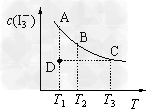 c(I₃⁻)
A
B
C
D
T₁ T₂ T₃ T